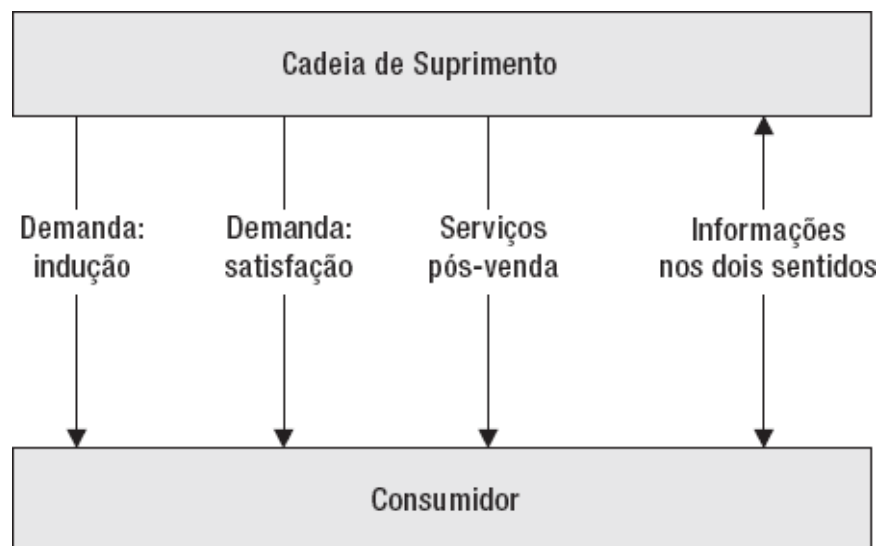 Cadeia de Suprimento
Demanda:
indução
Demanda:
satisfação
Serviços
pós-venda
Informações
nos dois sentidos
Consumidor